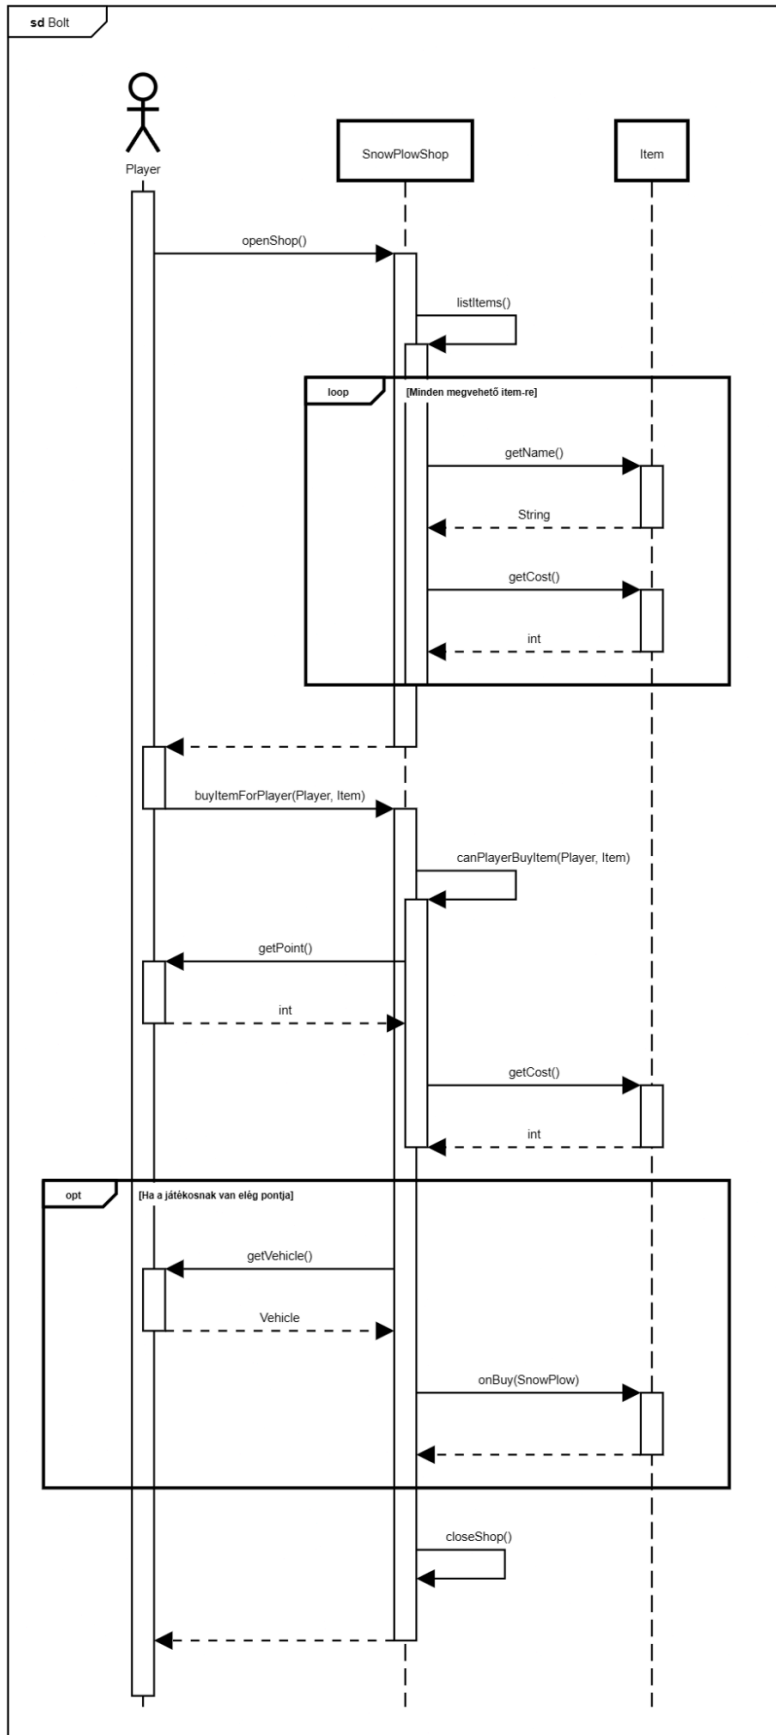 sd Bolt
Player
SnowPlowShop
Item
openShop()
listItems()
loop
[Minden megvehető item-re]
getName()
String
getCost()
int
buyItemForPlayer(Player, Item)
canPlayerBuyItem(Player, Item)
getPoint()
int
getCost()
int
opt
[Ha a játékosnak van elég pontja]
getVehicle()
Vehicle
onBuy(SnowPlow)
closeShop()